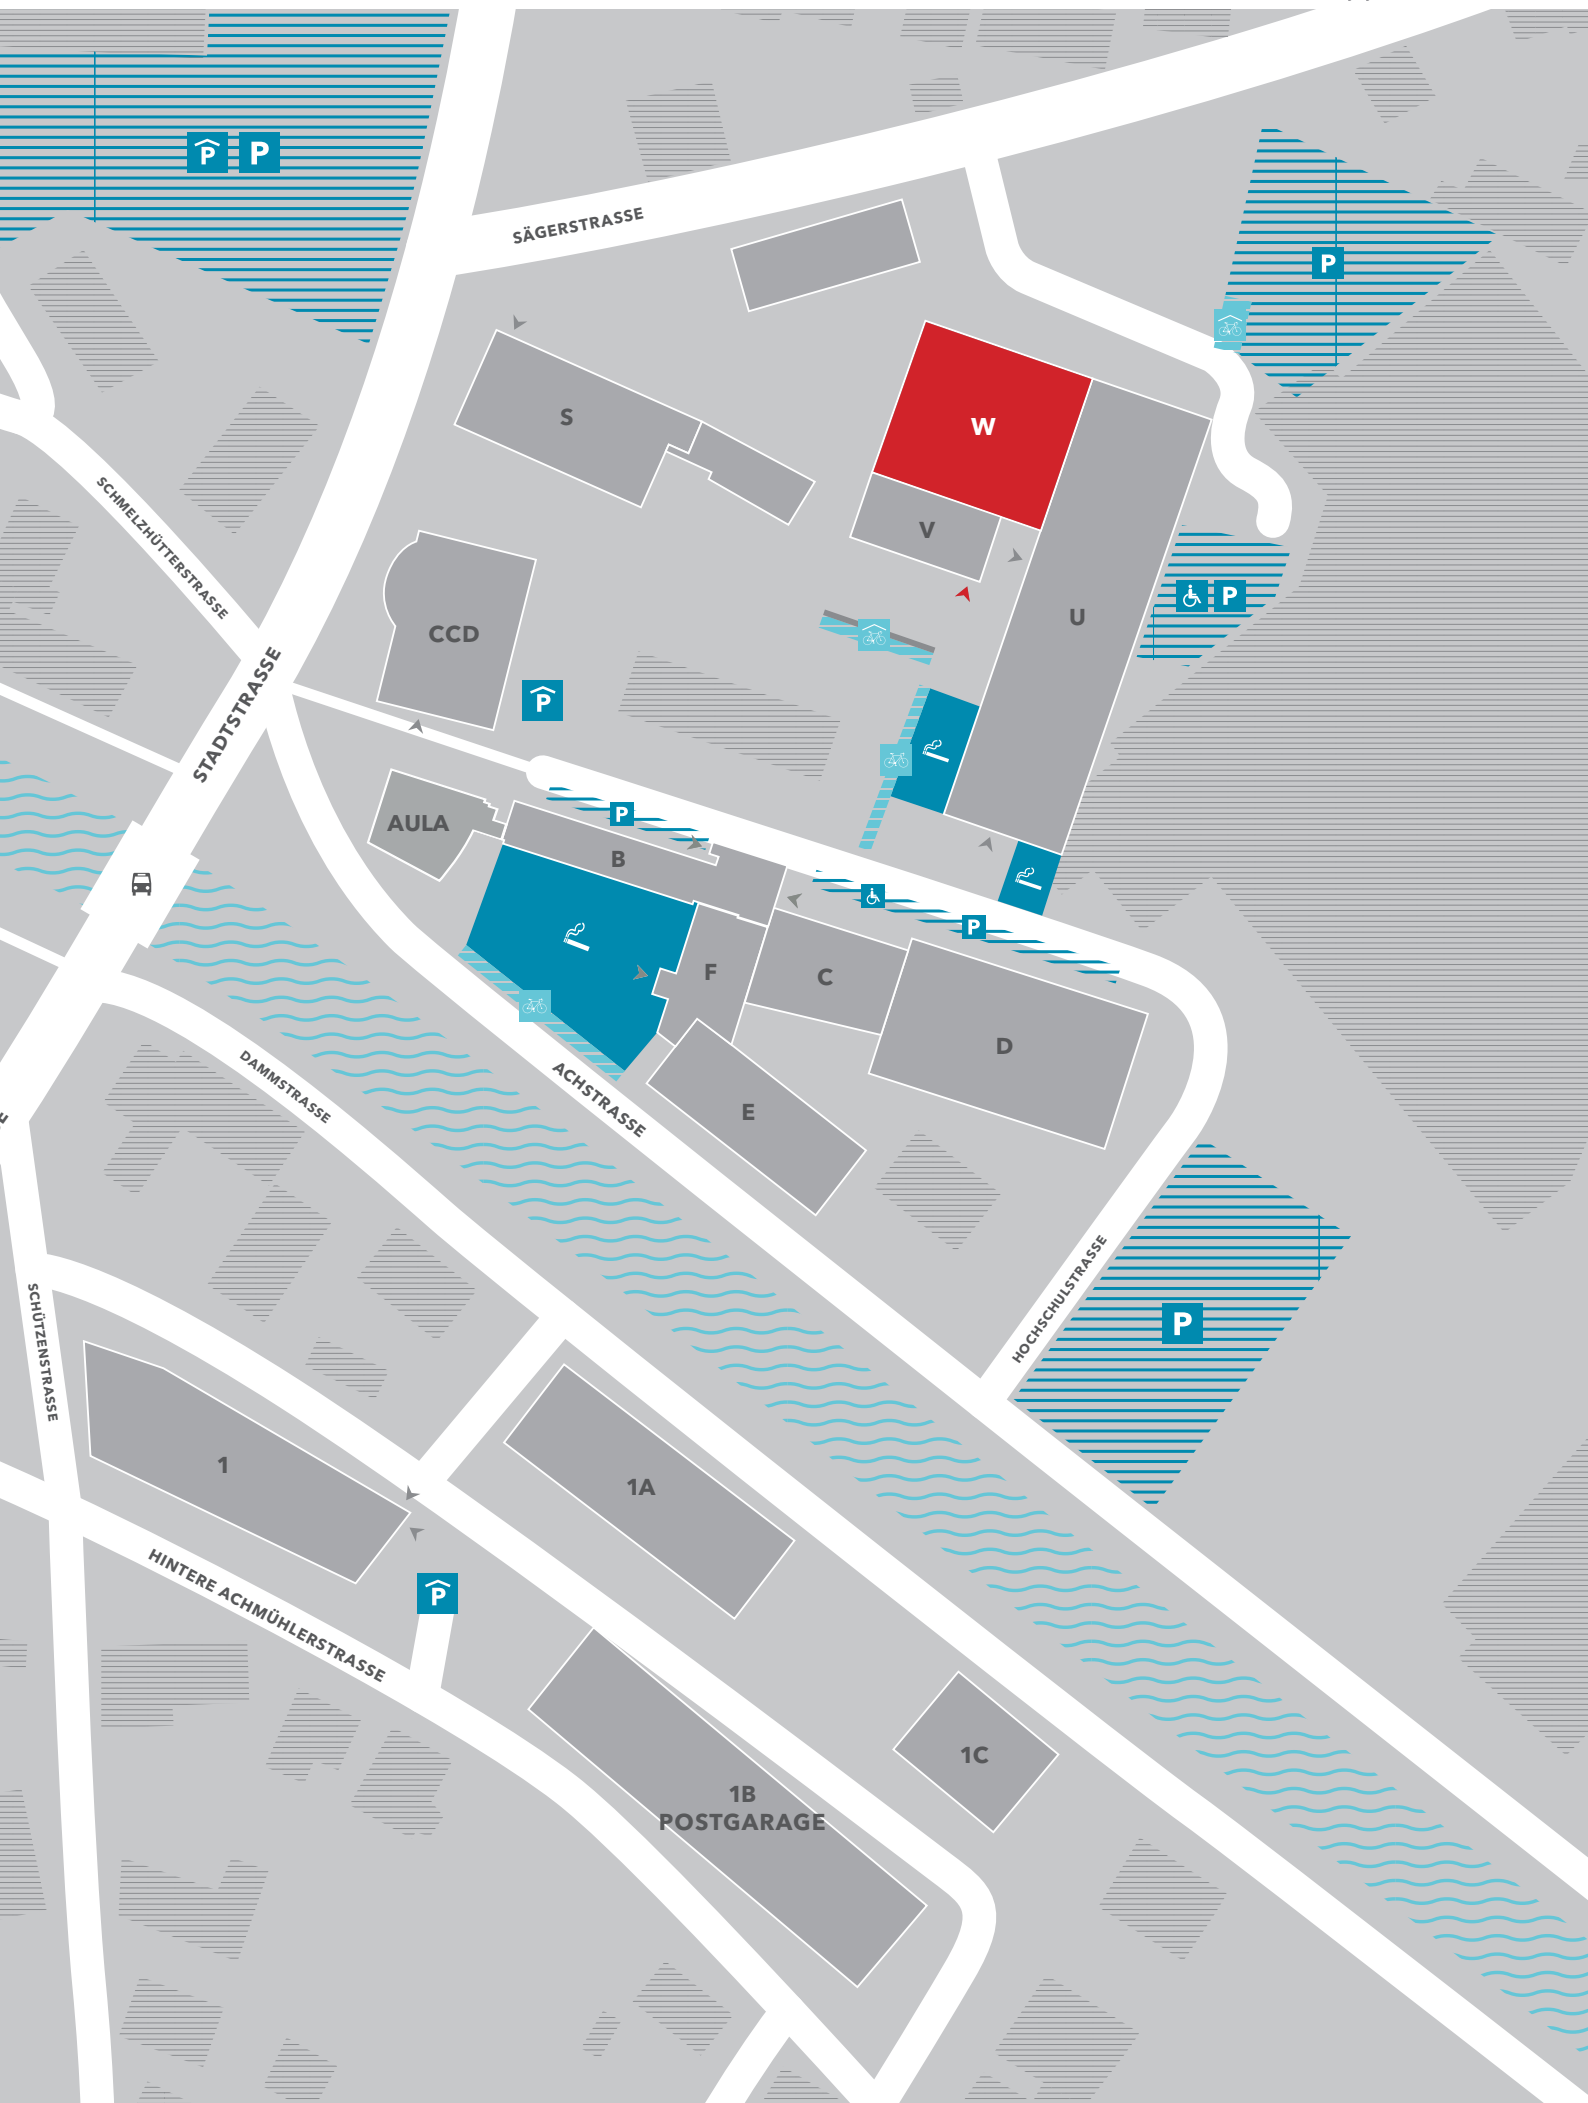 P
P
SÄGERSTRASSE
P
S
W
V
SCHMELZHÜTTERSTRASSE
P
U
CCD
STADTSTRASSE
P
P
AULA
B
P
F
C
D
DAMMSTRASSE
ACHSTRASSE
E
HOCHSCHULSTRASSE
P
SCHÜTZENSTRASSE
1
1A
HINTERE ACHMÜHLERSTRASSE
P
1C
1B
POSTGARAGE